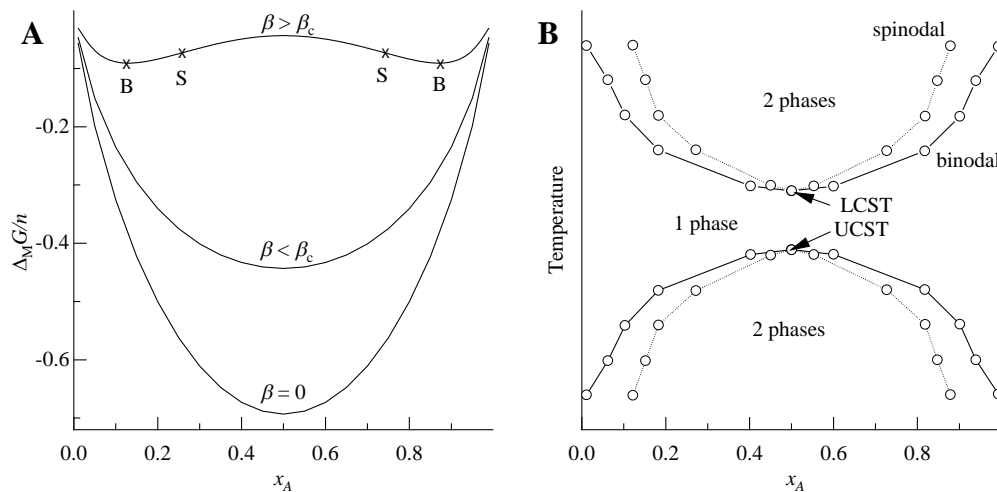 A
β > βc
B
S
S
B
-0.2
-0.4
-0.6
ΔMG/n
β < βc
β = 0
0.0
0.2
0.4
0.6
0.8
xA
B
spinodal
2 phases
binodal
LCST
1 phase
UCST
2 phases
Temperature
0.0
0.2
0.4
0.6
0.8
xA